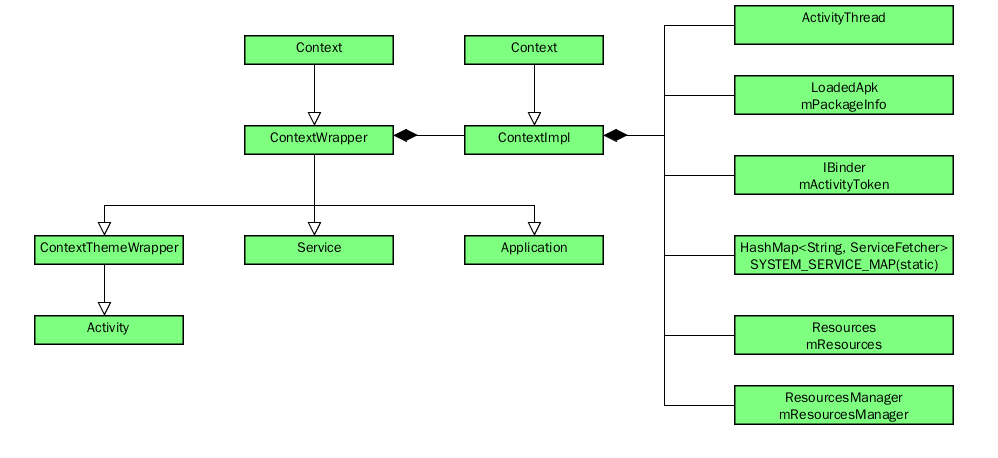 ActivityThread
Context
Context
LoadedApk
mPackageInfo
ContextWrapper
ContextImpl
IBinder
mActivityToken
ContextThemeWrapper
Service
Application
HashMap<String, ServiceFetcher>
SYSTEM_SERVICE_MAP(static)
Activity
Resources
mResources
ResourcesManager
mResourcesManager